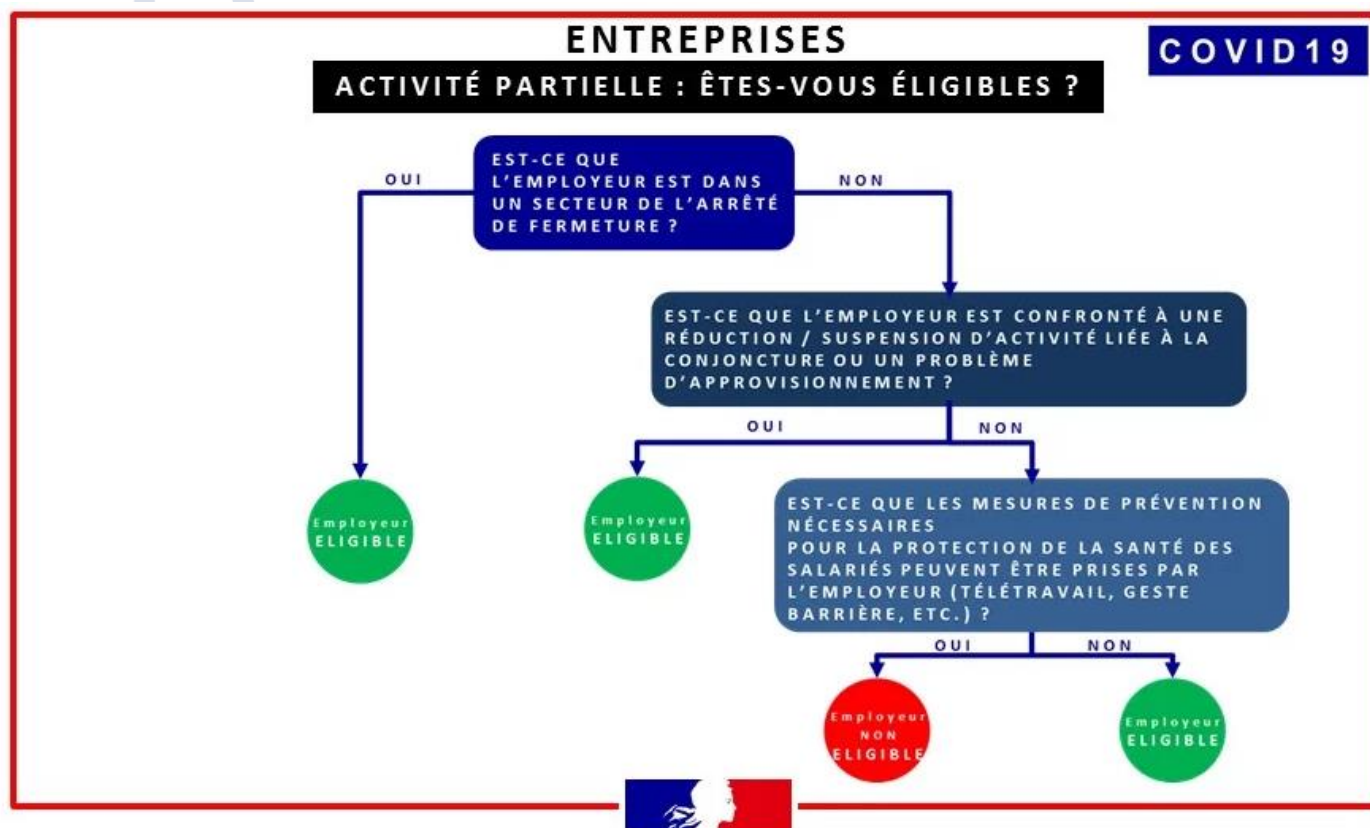 ENTREPRISES
COVID19
ACTIVITÉ PARTIELLE : ÊTES-VOUS ÉLIGIBLES ?
EST-CE QUE
L'EMPLOYEUR EST DANS
UN SECTEUR DE L'ARRÊTÉ
DE FERMETURE ?
OUI
NON
EST-CE QUE L'EMPLOYEUR EST CONFRONTÉ À UNE
RÉDUCTION / SUSPENSION D'ACTIVITÉ LIÉE À LA
CONJONCTURE OU UN PROBLÈME
D'APPROVISIONNEMENT ?
OUI
NON
Employeur
ELIGIBLE
Employeur
ELIGIBLE
EST-CE QUE LES MESURES DE PRÉVENTION
NÉCESSAIRES
POUR LA PROTECTION DE LA SANTÉ DES
SALARIÉS PEUVENT ÊTRE PRISES PAR
L'EMPLOYEUR (TÉLÉTRAVAIL, GESTE
BARRIÈRE, ETC.) ?
OUI
NON
Employeur
NON
ELIGIBLE
Employeur
ELIGIBLE